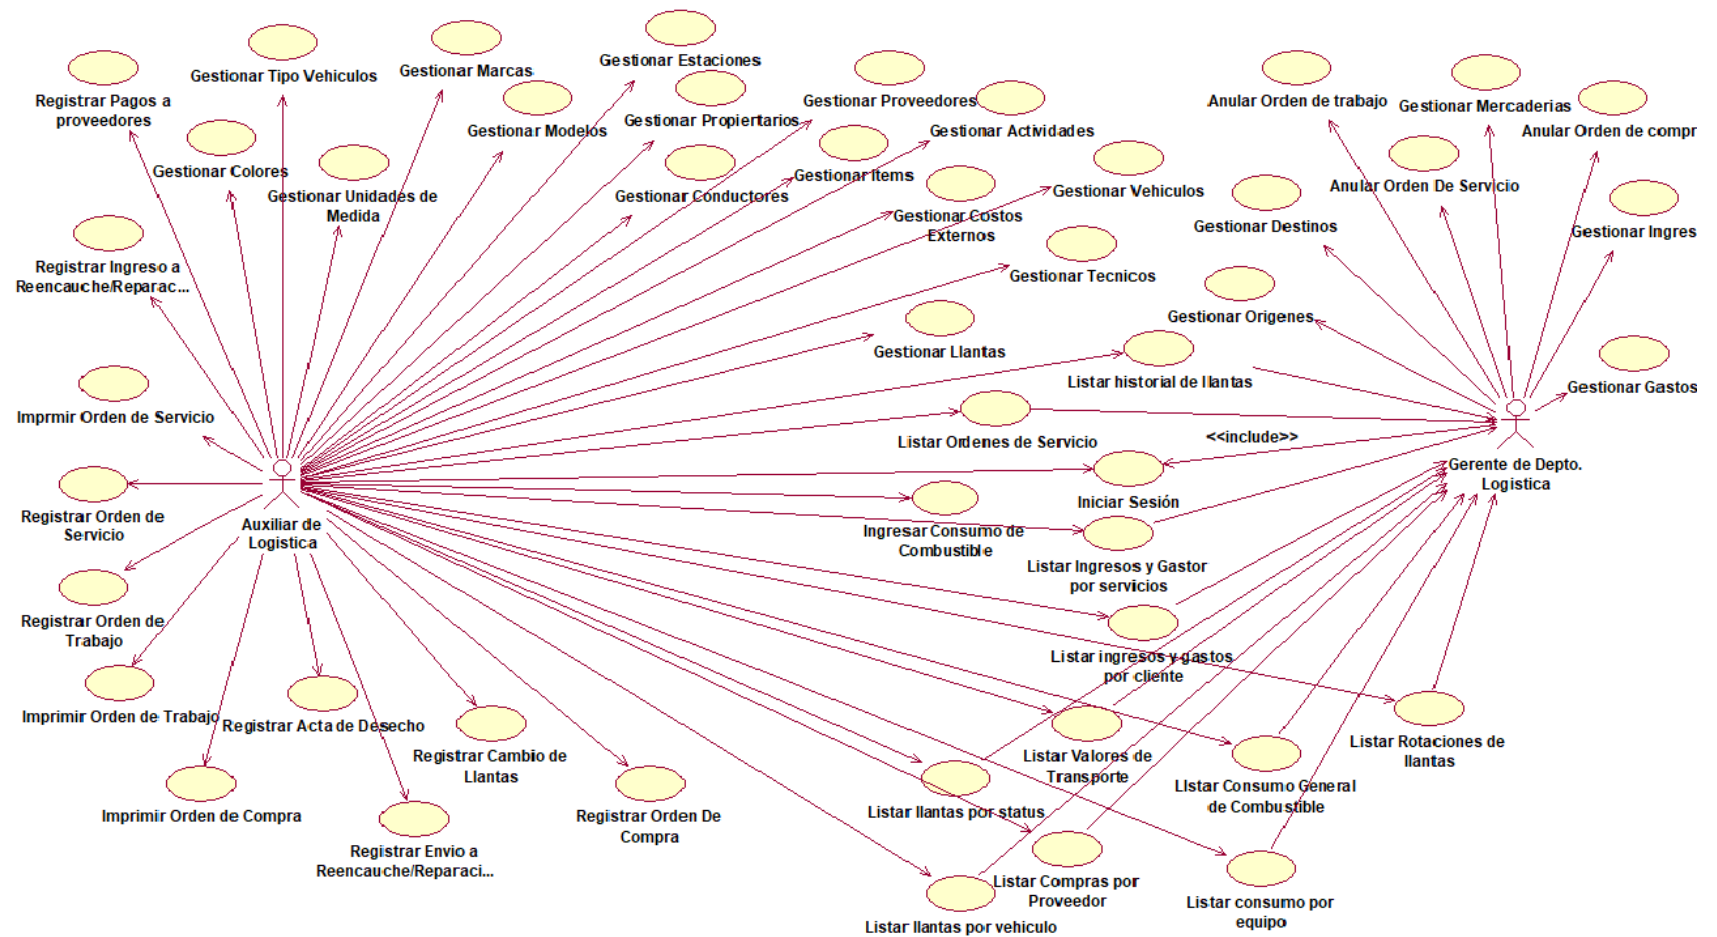 Gestionar Estaciones
Gestionar Marcas
Gestionar Tipo Vehiculos
Registrar Pagos a
proveedores
Gestionar Modelos
Gestionar Propiertarios
Gestionar Proveedores
Gestionar Actividades
Anular Orden de trabajo
Gestionar Mercaderias
Anular Orden de compr
Gestionar Colores
Gestionar Unidades de
Medida
Gestionar Conductores
Gestionar Items
Gestionar Costos
Externos
Gestionar Vehiculos
Anular Orden De Servicio
Gestionar Destinos
Gestionar Ingres
Registrar Ingreso a
Reencauche/Reparac...
Gestionar Tecnicos
Gestionar Origenes
Gestionar Llantas
Listar historial de llantas
Gestionar Gastos
Imprmir Orden de Servicio
Listar Ordenes de Servicio
<<include>>
Gerente de Depto.
Logistica
Iniciar Sesión
Registrar Orden de
Servicio
Auxiliar de
Logistica
Ingresar Consumo de
Combustible
Listar Ingresos y Gastor
por servicios
Registrar Orden de
Trabajo
Listar ingresos y gastos
por cliente
Imprimir Orden de Trabajo
Registrar Acta de Desecho
Registrar Cambio de
Llantas
Listar Valores de
Transporte
Listar Rotaciones de
llantas
LIstar Consumo General
de Combustible
Imprimir Orden de Compra
Registrar Orden De
Compra
Listar llantas por status
Registrar Envio a
Reencauche/Reparaci...
Listar Compras por
Proveedor
Listar consumo por
equipo
Listar llantas por vehiculo